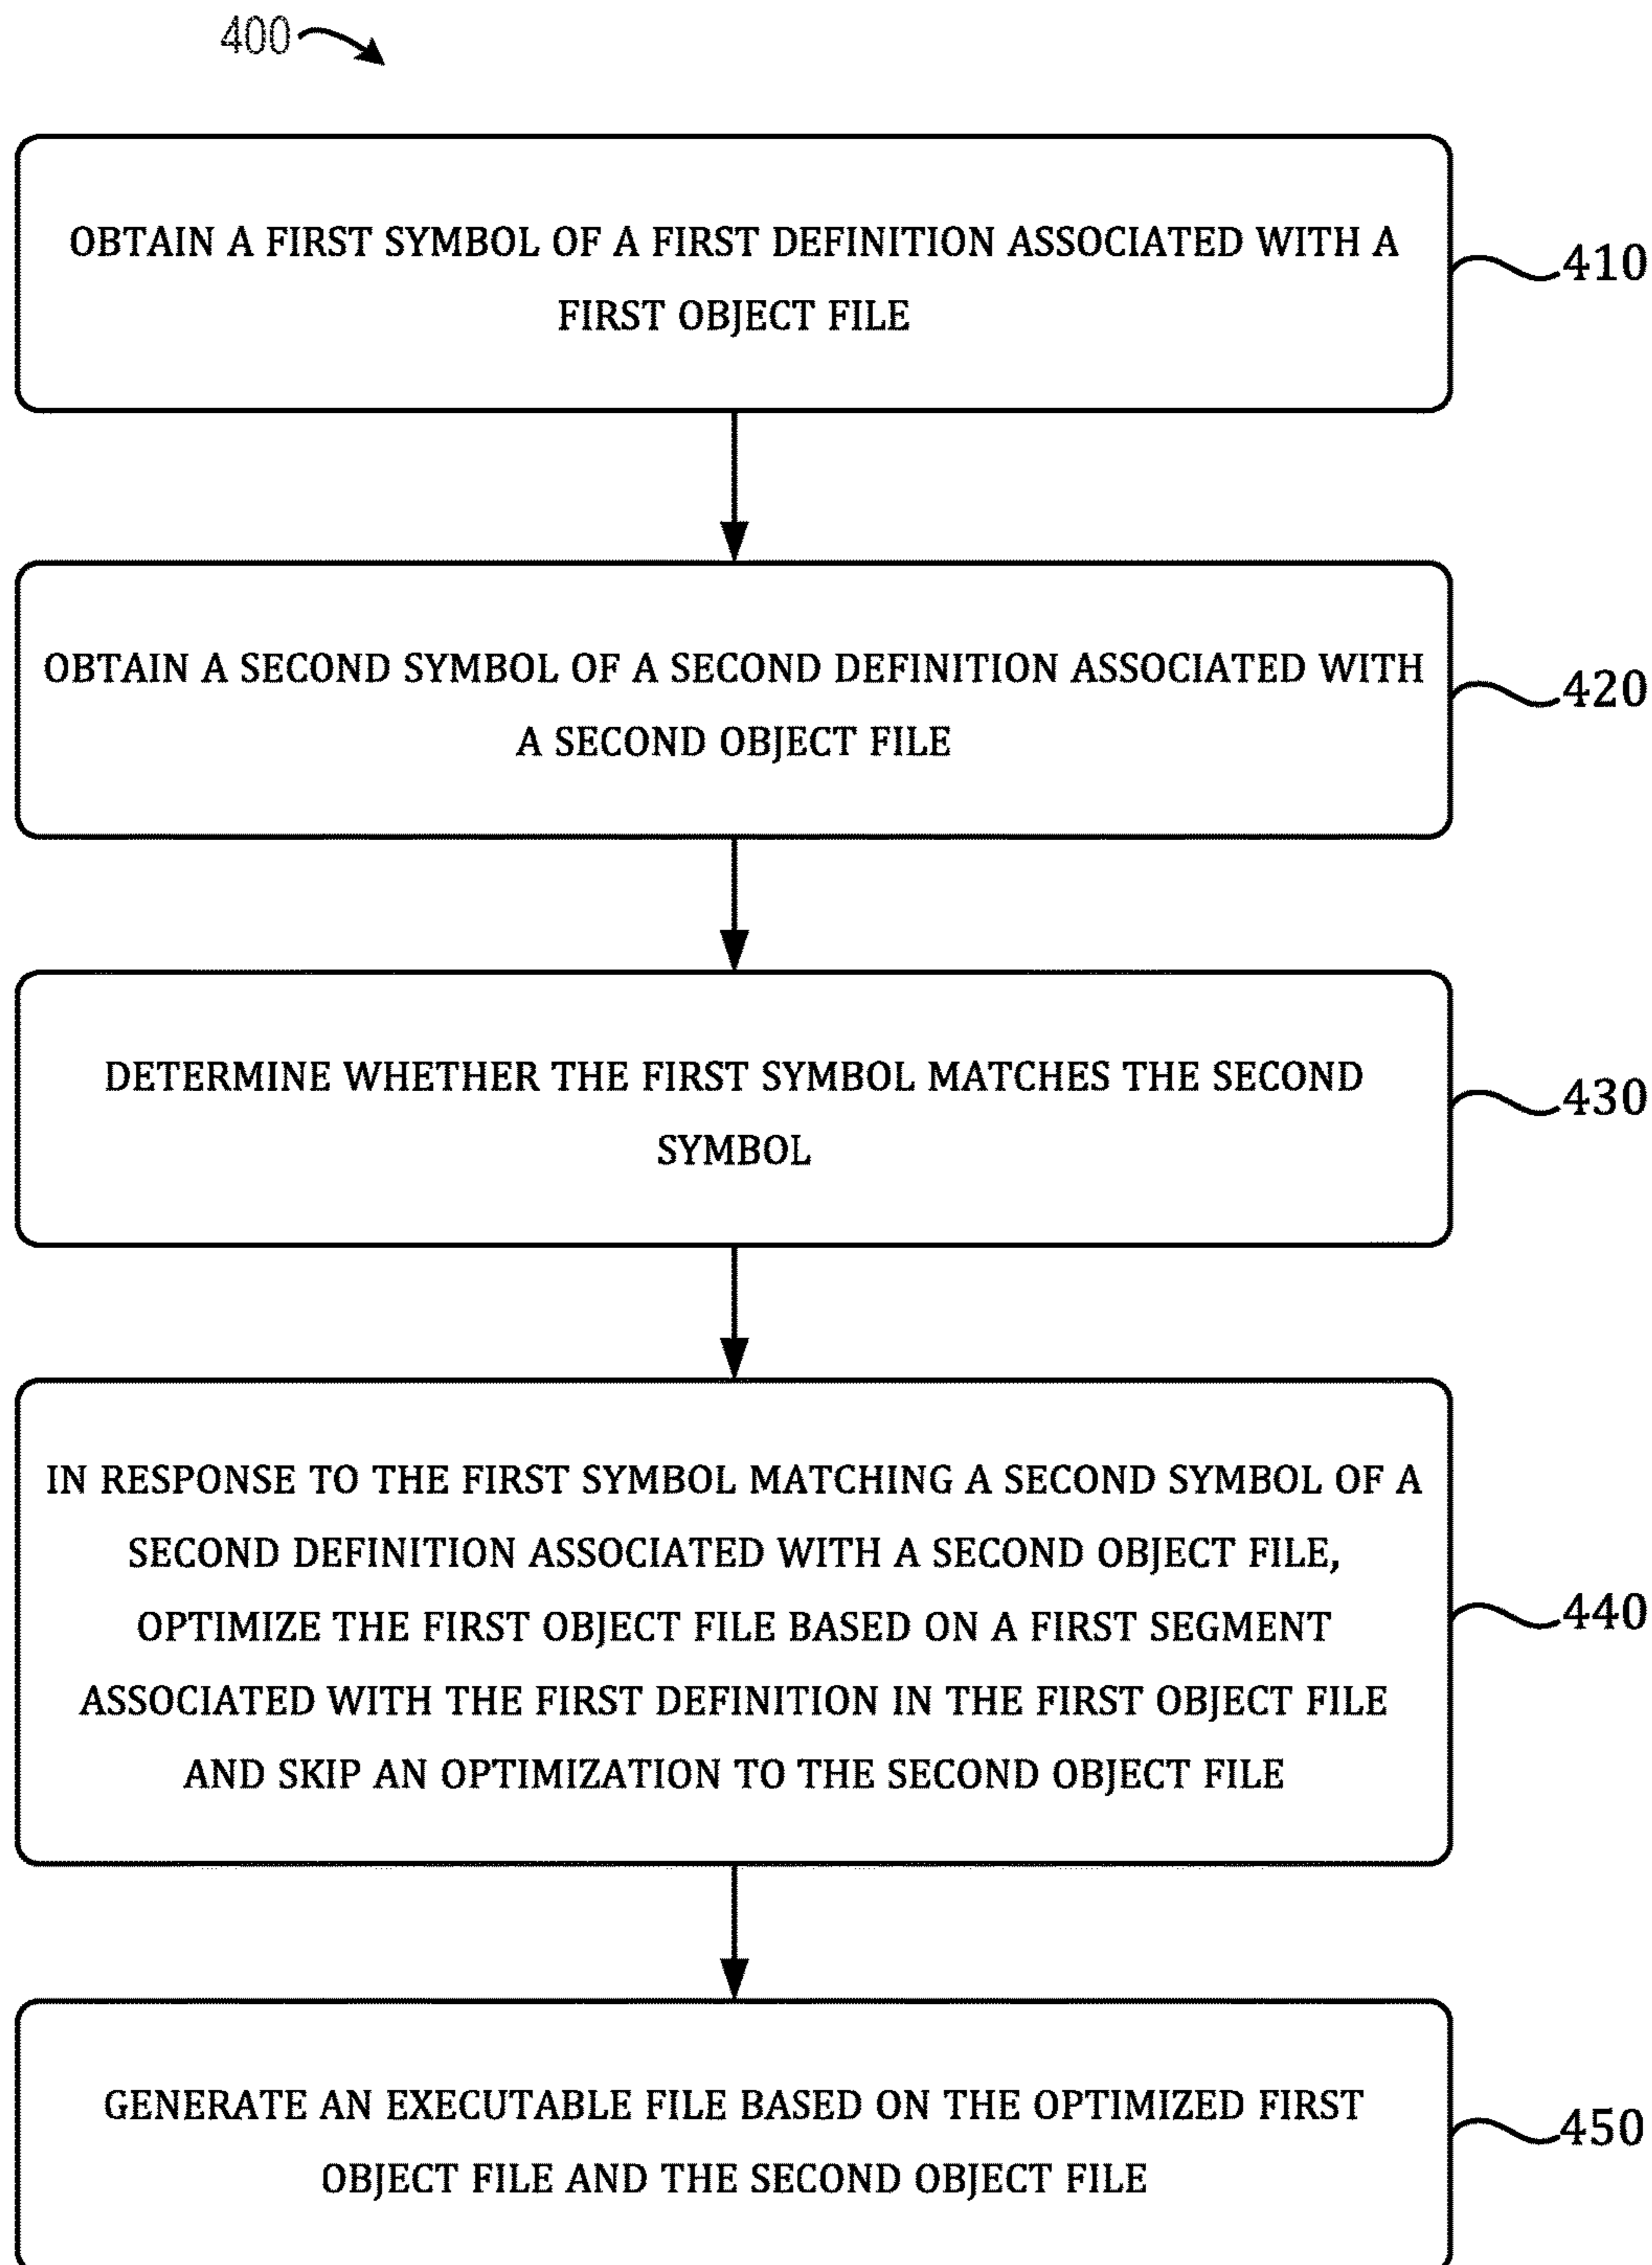 400
OBTAIN A FIRST SYMBOL OF A FIRST DEFINITION ASSOCIATED WITH A
FIRST OBJECT FILE
410
OBTAIN A SECOND SYMBOL OF A SECOND DEFINITION ASSOCIATED WITH
A SECOND OBJECT FILE
420
DETERMINE WHETHER THE FIRST SYMBOL MATCHES THE SECOND
SYMBOL
430
IN RESPONSE TO THE FIRST SYMBOL MATCHING A SECOND SYMBOL OF A
SECOND DEFINITION ASSOCIATED WITH A SECOND OBJECT FILE,
OPTIMIZE THE FIRST OBJECT FILE BASED ON A FIRST SEGMENT
ASSOCIATED WITH THE FIRST DEFINITION IN THE FIRST OBJECT FILE
AND SKIP AN OPTIMIZATION TO THE SECOND OBJECT FILE
440
GENERATE AN EXECUTABLE FILE BASED ON THE OPTIMIZED FIRST
OBJECT FILE AND THE SECOND OBJECT FILE
450